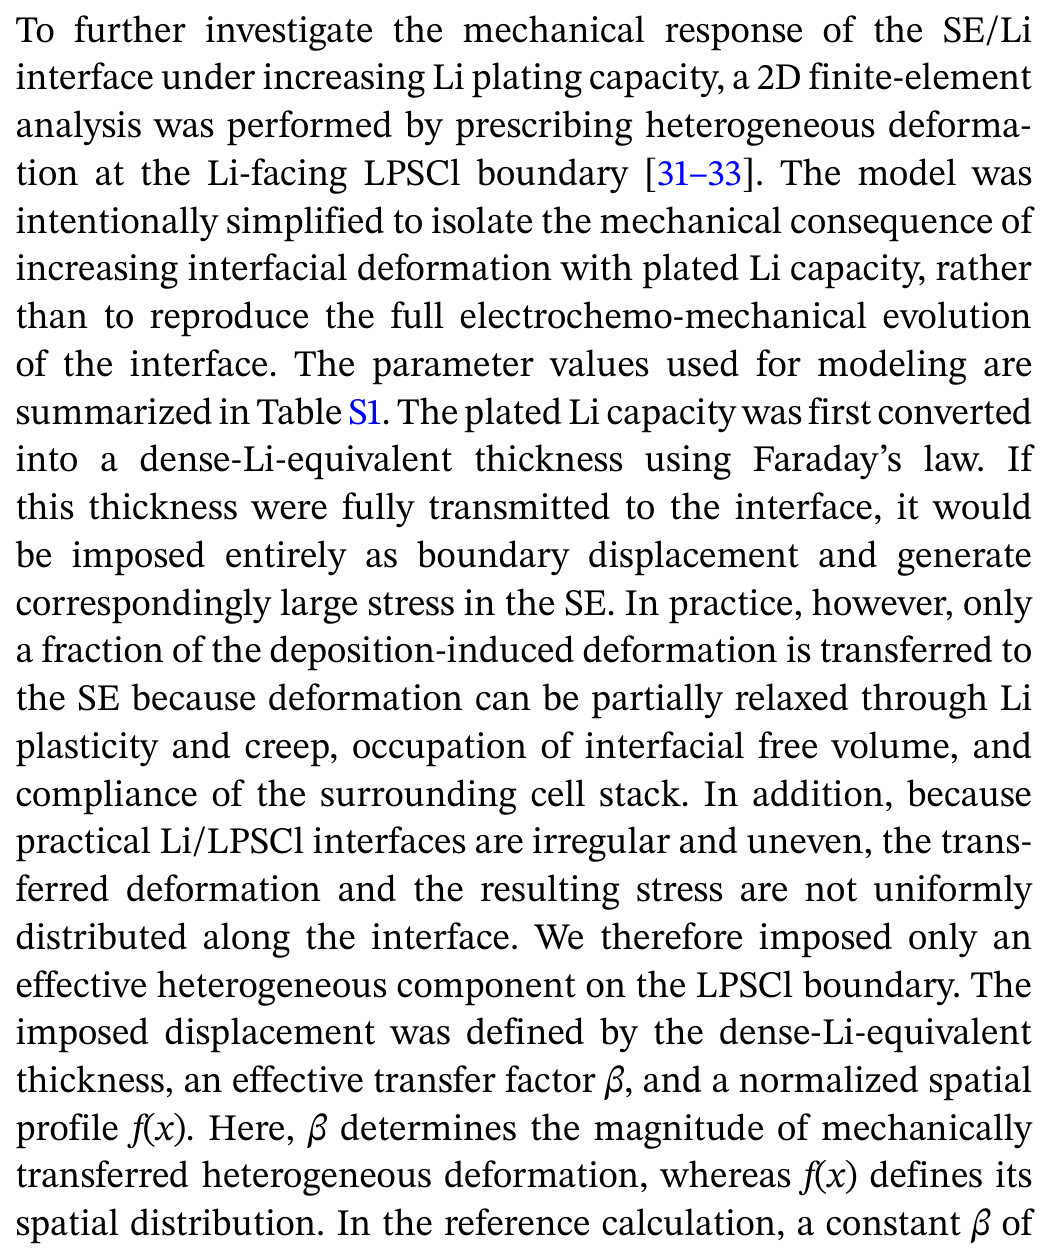 To further investigate the mechanical response of the SE/Li
interface under increasing Li plating capacity, a 2D finite-element
analysis was performed by prescribing heterogeneous deforma-
tion at the Li-facing LPSCl boundary [31–33]. The model was
intentionally simplified to isolate the mechanical consequence of
increasing interfacial deformation with plated Li capacity, rather
than to reproduce the full electrochemo-mechanical evolution
of the interface. The parameter values used for modeling are
summarized in Table S1. The plated Li capacity was first converted
into a dense-Li-equivalent thickness using Faraday’s law. If
this thickness were fully transmitted to the interface, it would
be imposed entirely as boundary displacement and generate
correspondingly large stress in the SE. In practice, however, only
a fraction of the deposition-induced deformation is transferred to
the SE because deformation can be partially relaxed through Li
plasticity and creep, occupation of interfacial free volume, and
compliance of the surrounding cell stack. In addition, because
practical Li/LPSCl interfaces are irregular and uneven, the trans-
ferred deformation and the resulting stress are not uniformly
distributed along the interface. We therefore imposed only an
effective heterogeneous component on the LPSCl boundary. The
imposed displacement was defined by the dense-Li-equivalent
thickness, an effective transfer factor β, and a normalized spatial
profile f(x). Here, β determines the magnitude of mechanically
transferred heterogeneous deformation, whereas f(x) defines its
spatial distribution. In the reference calculation, a constant β of